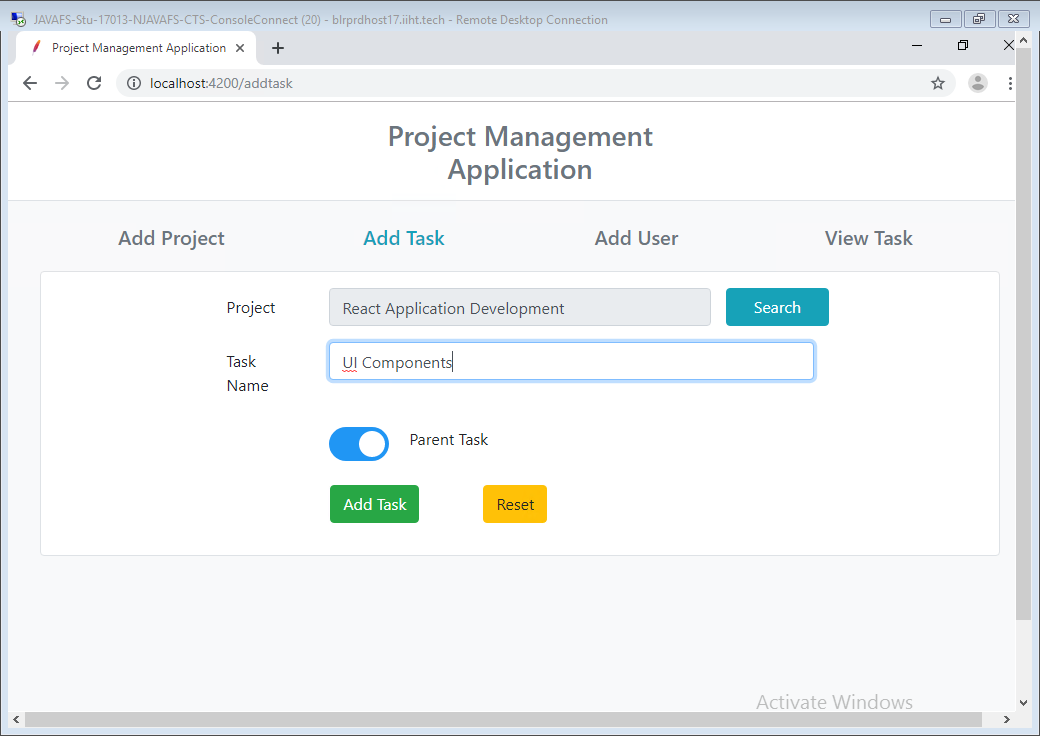 JAVAFS-Stu-17013-NJAVAFS-CTS-ConsoleConnect (20) - blrprdhost17.iiht.tech - Remote Desktop Connection
Project Management Application
localhost:4200/addtask
Project Management
Application
Add Project Add Task Add User View Task
Project React Application Development Search
Task UI Components
Name
Parent Task
Add Task Reset
Activate Windows